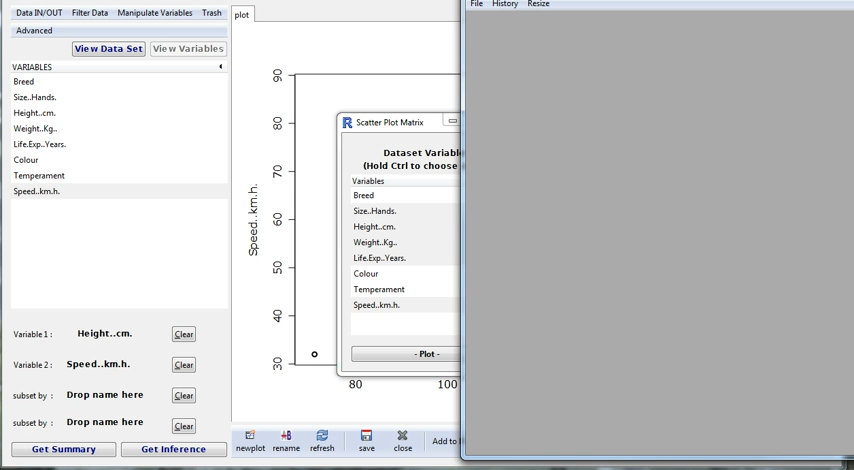 Data IN/OUT Filter Data Manipulate Variables Trash
Advanced
View Data Set View Variables
VARIABLES
Breed
Size..Hands.
Height..cm.
Weight..Kg..
Life.Exp..Years.
Colour
Temperament
Speed..km.h.
Variable 1 : Height..cm. Clear
Variable 2 : Speed..km.h. Clear
subset by : Drop name here Clear
subset by : Drop name here Clear
Get Summary Get Inference
plot
90
80
70
60
50
40
30
Speed..km.h.
80 100
Scatter Plot Matrix
Dataset
(Hold Ctrl to choose
Variables
Breed
Size..Hands.
Height..cm.
Weight..Kg..
Life.Exp..Years.
Colour
Temperament
Speed..km.h.
- Plot -
newplot rename refresh save close Add to
File History Resize